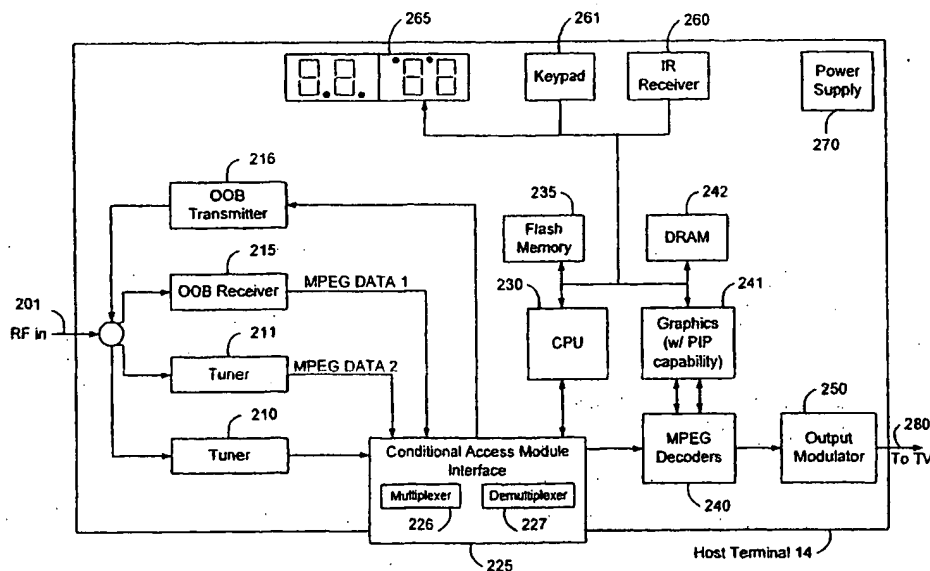 265
261
260
Keypad
IR
Receiver
Power
Supply
270
216
OOB
Transmitter
235
Flash
Memory
242
DRAM
215
OOB Receiver
MPEG DATA 1
201
RF in
230
CPU
241
Graphics
(w/ PIP
capability)
211
Tuner
MPEG DATA 2
210
Tuner
250
Output
Modulator
280
To TV
Conditional Access Module
Interface
MPEG
Decoders
240
Multiplexer
226
Demultiplexer
227
225
Host Terminal 14